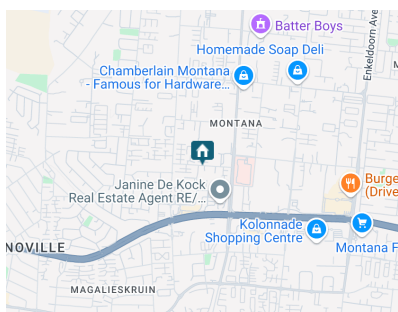 Batter Boys
Homemade Soap Deli
Chamberlain Montana
- Famous for Hardware...
Enkeldoorn Ave
M
MONTANA
Janine De Kock
Real Estate Agent RE/...
Burge
(Drive
Kolonnade
Shopping Centre
Montana F
NOVILLE
MAGALIESKRUIN